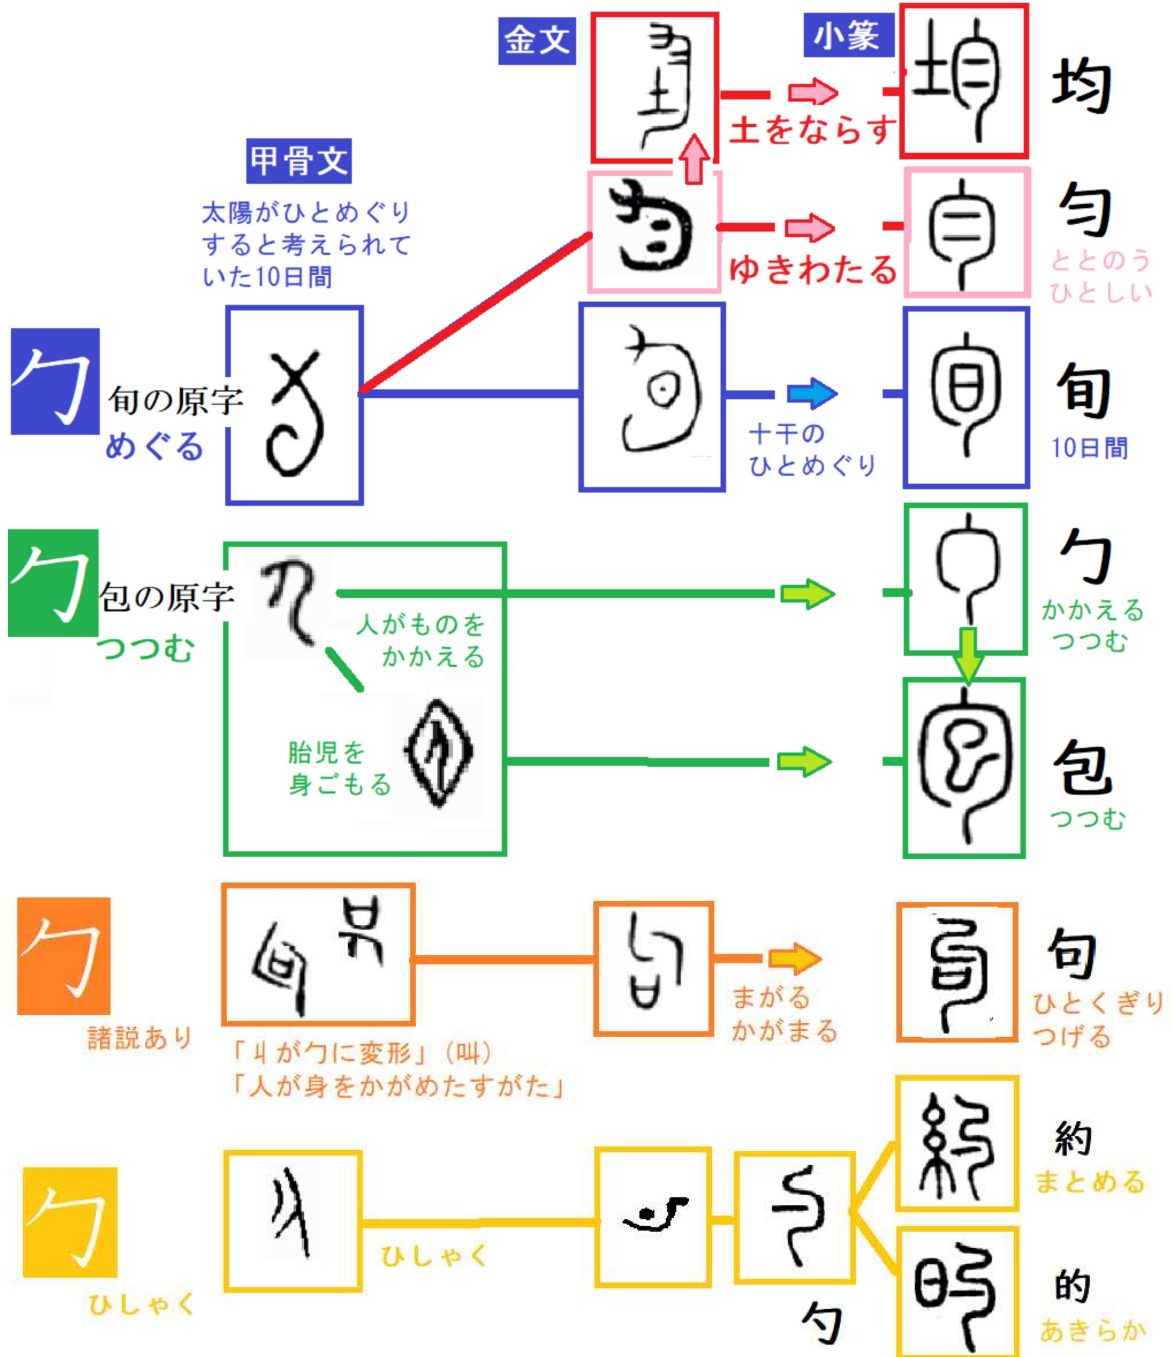 金文
小篆
均
土をならす
甲骨文
太陽がひとめぐり
すると考えられて
いた10日間
匀
ととのう
ひとしい
ゆきわたる
勹
旬の原字
めぐる
十干の
ひとめぐり
旬
10日間
勹
包の原字
つつむ
人がものを
かかえる
胎児を
身ごもる
勹
かかえる
つつむ
包
つつむ
勹
諸説あり
「丩が勹に変形」（叫）
「人が身をかがめたすがた」
まがる
かがまる
句
ひとくぎり
つげる
勹
ひしゃく
ひしゃく
勺
約
まとめる
的
あきらか